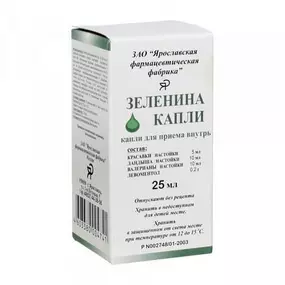 ЗАО "Ярославская
фармацевтическая
фабрика"
ЗЕЛЕНИНА
КАПЛИ
капли для приема внутрь
СОСТАВ:
КРАСАВКИ НАСТОЙКИ 5 мл
ЛАНДЫША НАСТОЙКИ 10 мл
ВАЛЕРИАНЫ НАСТОЙКИ 10 мл
ЛЕВОМЕНТОЛ 0,2 г
25 мл
Отпускают без рецепта
Хранить в недоступном
для детей месте.
Хранить
в защищенном от света месте
при температуре от 12 до 15°С.
Р N002748/01-2003